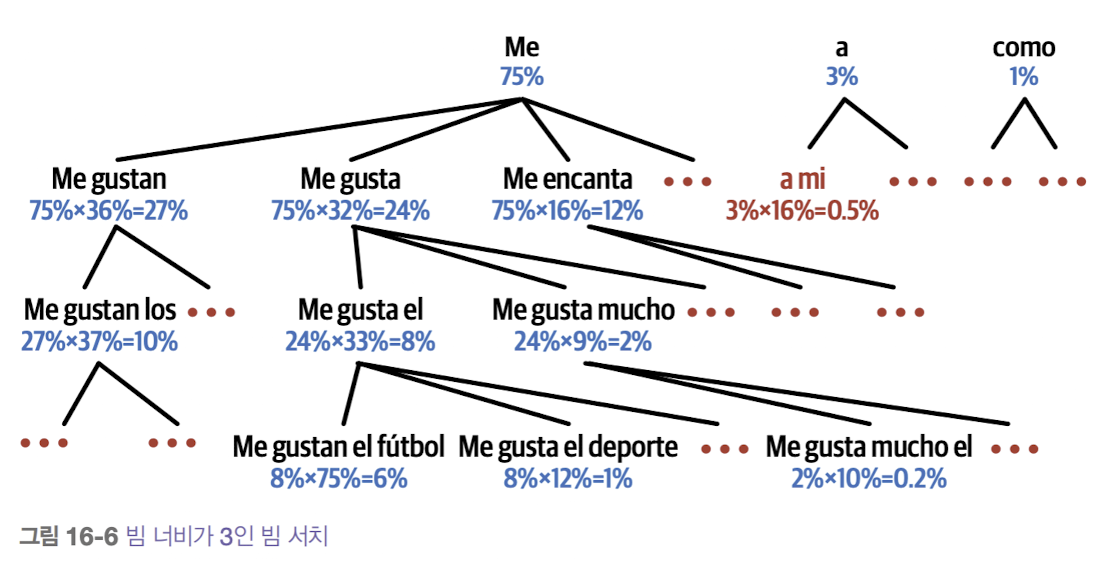 Me a como
75% 3% 1%
Me gustan Me gusta Me encanta ••• a mi ••• ••• •••
75%×36%=27% 75%×32%=24% 75%×16%=12% 3%×16%=0.5%
Me gustan los ••• Me gusta el Me gusta mucho ••• ••• •••
27%×37%=10% 24%×33%=8% 24%×9%=2%
••• ••• Me gustan el fútbol Me gusta el deporte ••• Me gusta mucho el •••
8%×75%=6% 8%×12%=1% 2%×10%=0.2%
그림 16-6 빔 너비가 3인 빔 서치